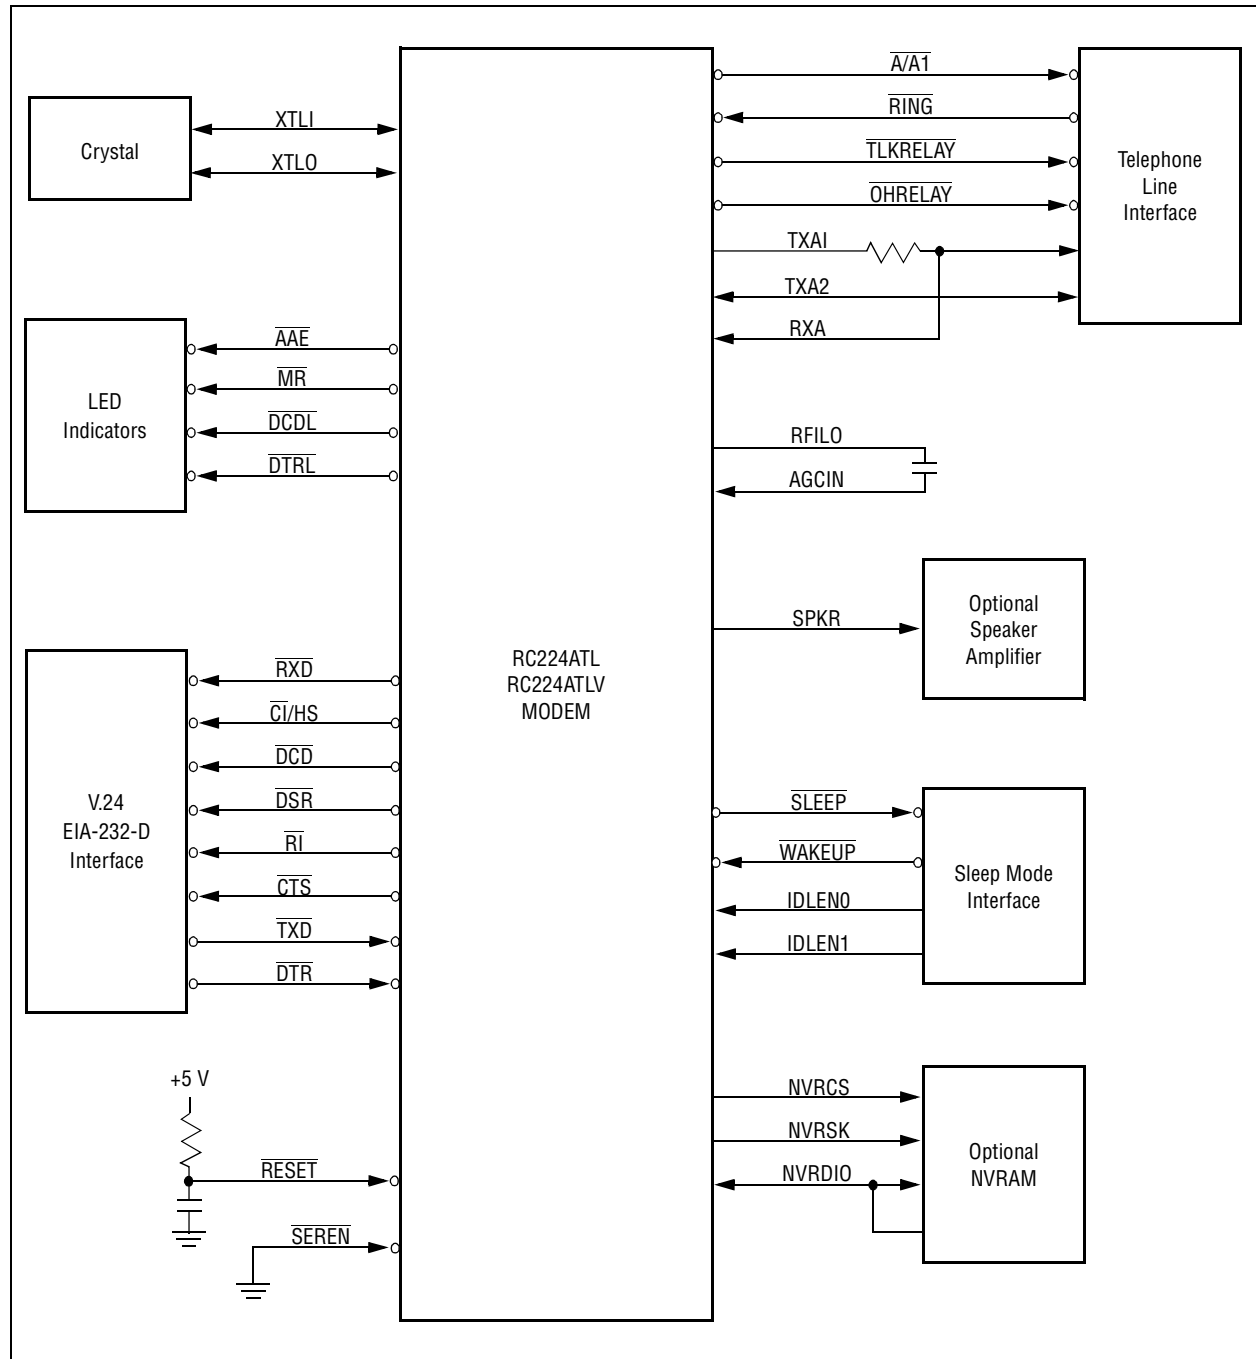 XTLI
XTLO
Crystal
A/A1
RING
TLKRELAY
OHRELAY
TXAI
TXA2
RXA
Telephone
Line
Interface
AAE
MR
DCDL
DTRL
LED
Indicators
RFILO
AGCIN
SPKR
Optional
Speaker
Amplifier
RC224ATL
RC224ATLV
MODEM
RXD
CI/HS
DCD
DSR
RI
CTS
TXD
DTR
V.24
EIA-232-D
Interface
SLEEP
WAKEUP
IDLEN0
IDLEN1
Sleep Mode
Interface
+5 V
RESET
SEREN
NVRCS
NVRSK
NVRDIO
Optional
NVRAM